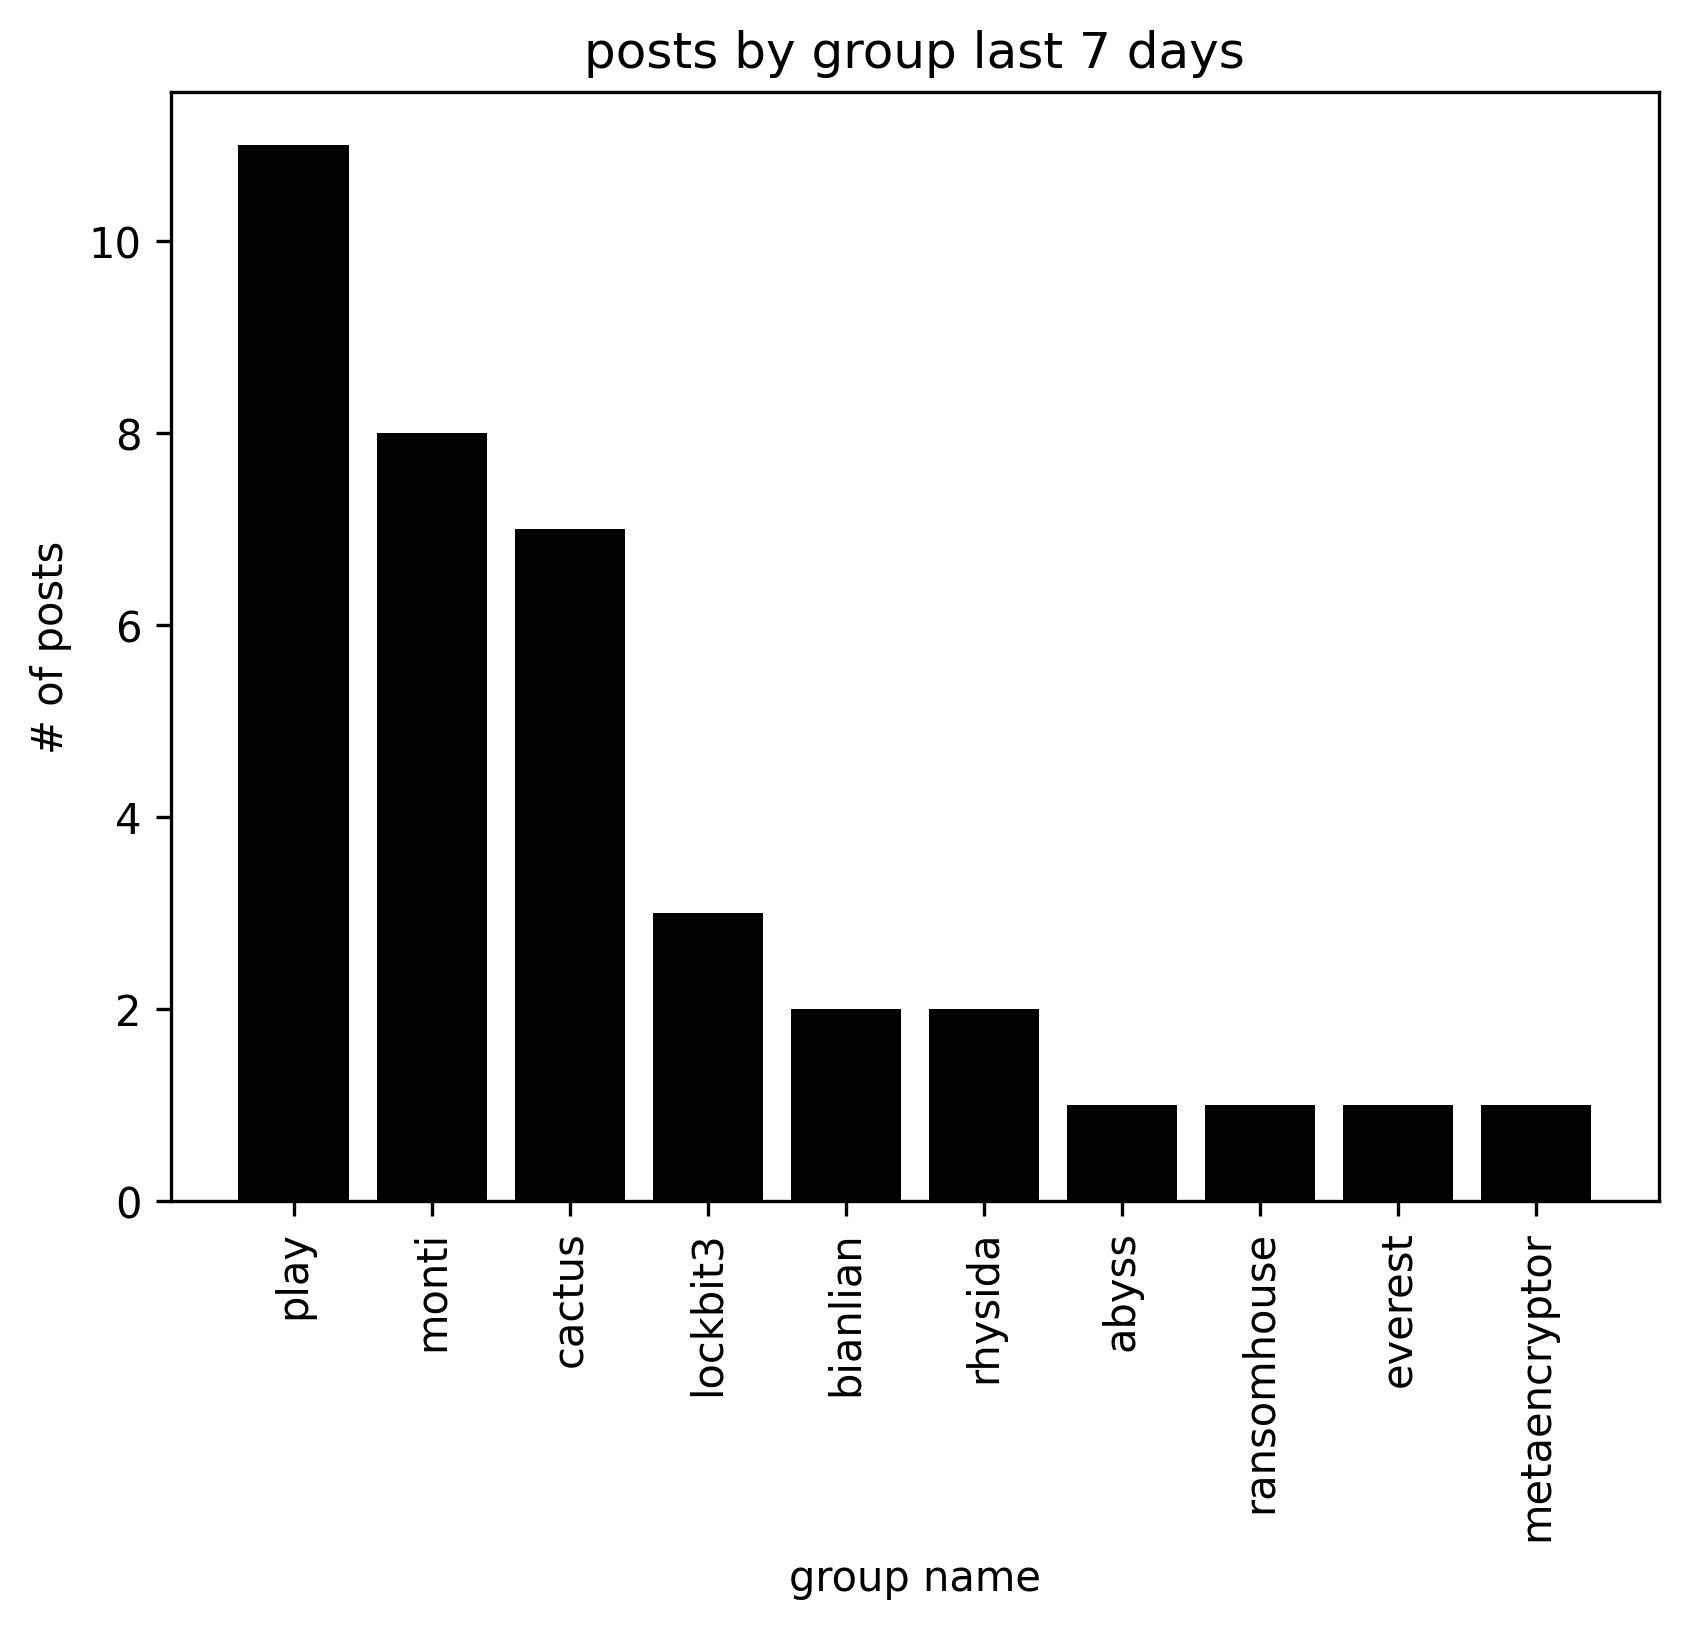 posts by group last 7 days
# of posts
10
8
6
4
2
0
play
monti
cactus
lockbit3
bianlian
rhysida
abyss
ransomhouse
everest
metaencryptor
group name